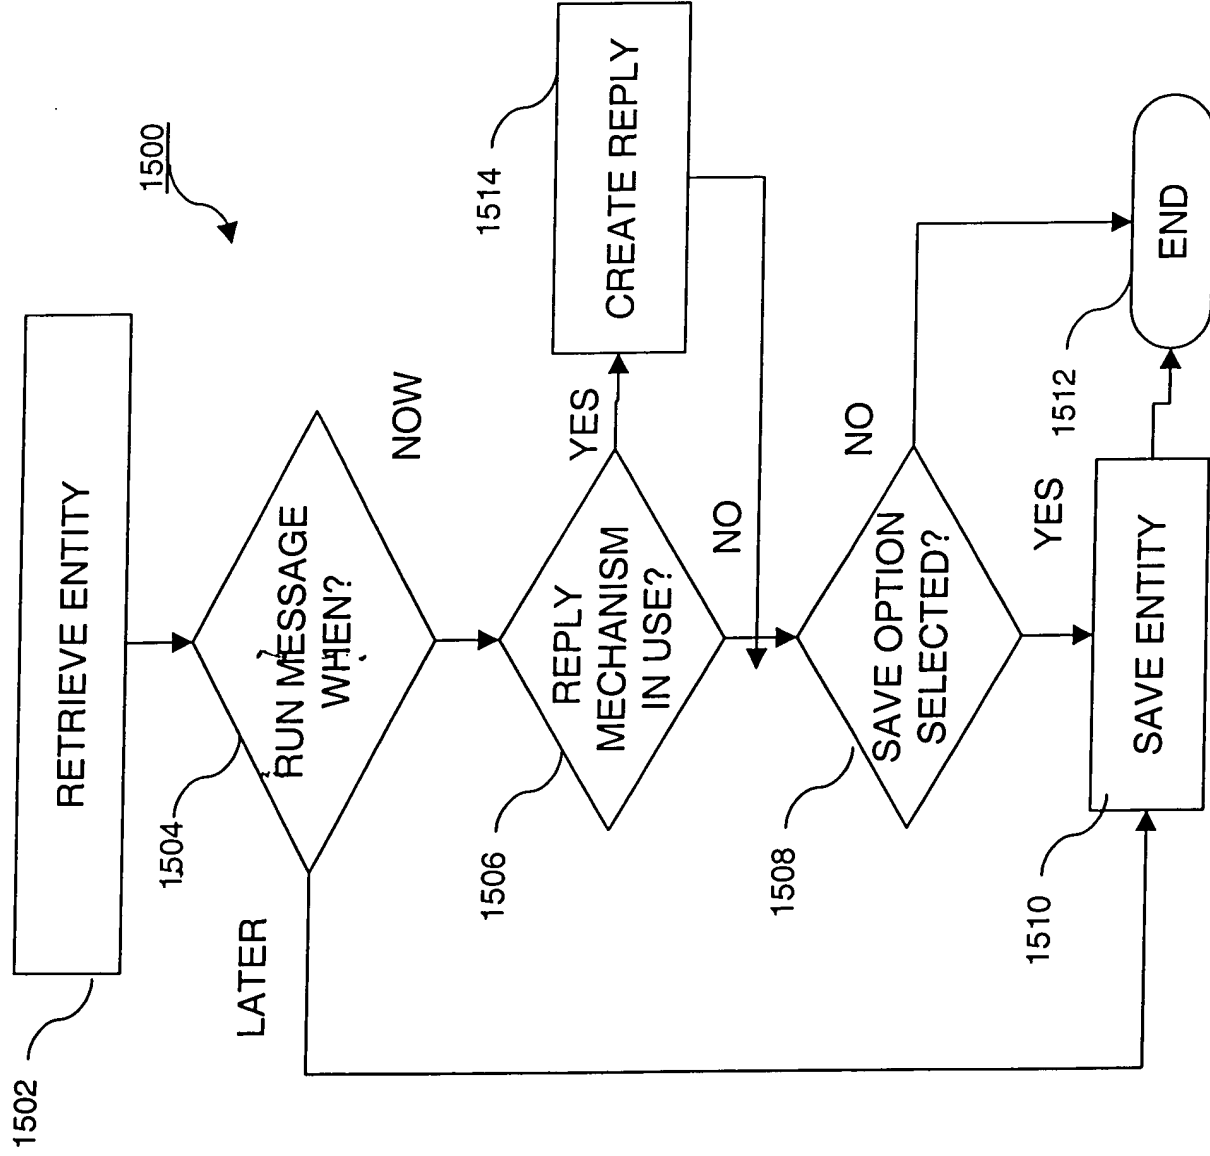 1500
1502
RETRIEVE ENTITY
1504
RUN MESSAGE
WHEN?
LATER
NOW
1506
REPLY
MECHANISM
IN USE?
YES
1514
CREATE REPLY
NO
1508
SAVE OPTION
SELECTED?
NO
YES
1510
SAVE ENTITY
1512
END